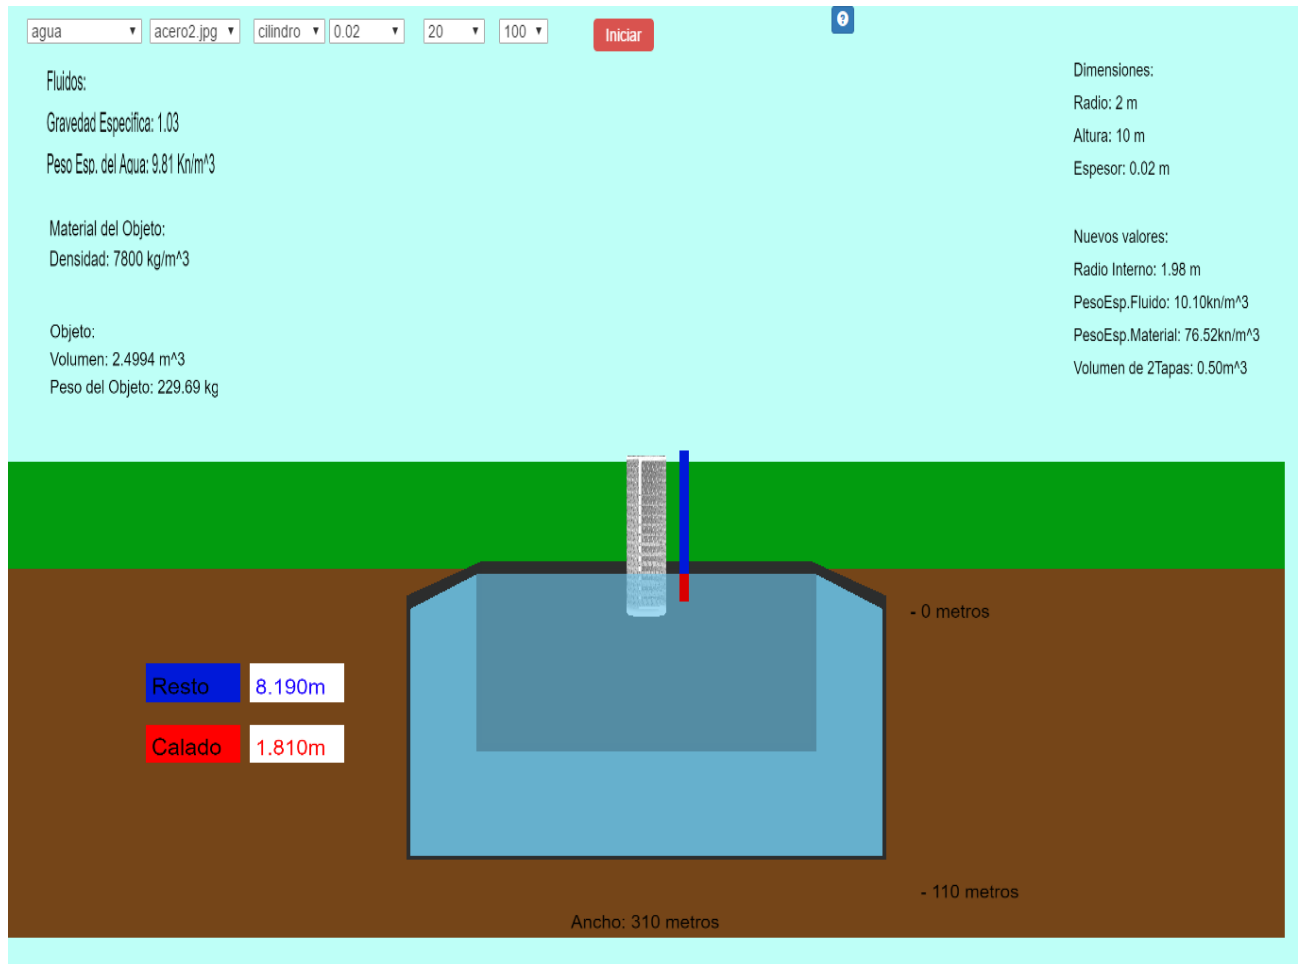 agua acero2.jpg cilindro 0.02 20 100 Iniciar ?
Fluidos:
Gravedad Especifica: 1.03
Peso Esp. del Agua: 9.81 Kn/m^3
Material del Objeto:
Densidad: 7800 kg/m^3
Objeto:
Volumen: 2.4994 m^3
Peso del Objeto: 229.69 kg
Dimensiones:
Radio: 2 m
Altura: 10 m
Espesor: 0.02 m
Nuevos valores:
Radio Interno: 1.98 m
PesoEsp.Fluido: 10.10kn/m^3
PesoEsp.Material: 76.52kn/m^3
Volumen de 2Tapas: 0.50m^3
- 0 metros
Resto 8.190m
Calado 1.810m
- 110 metros
Ancho: 310 metros